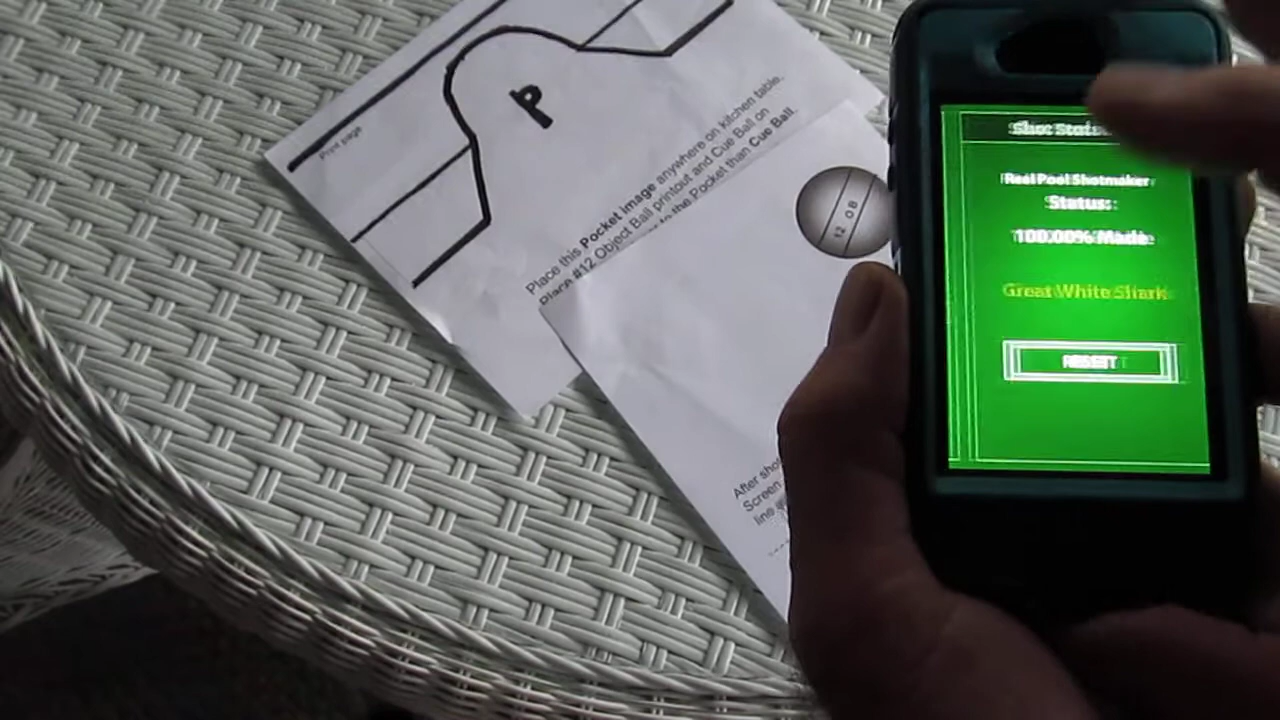 Print page
P
Place this Pocket image anywhere on kitchen table.
Place #12 Object Ball printout and Cue Ball on
to the Pocket than Cue Ball.
12 OB
After shot
Screen
line
Shot Status
Reel Pool Shotmaker
Status:
100.00% Made
Great White Shark
RESET